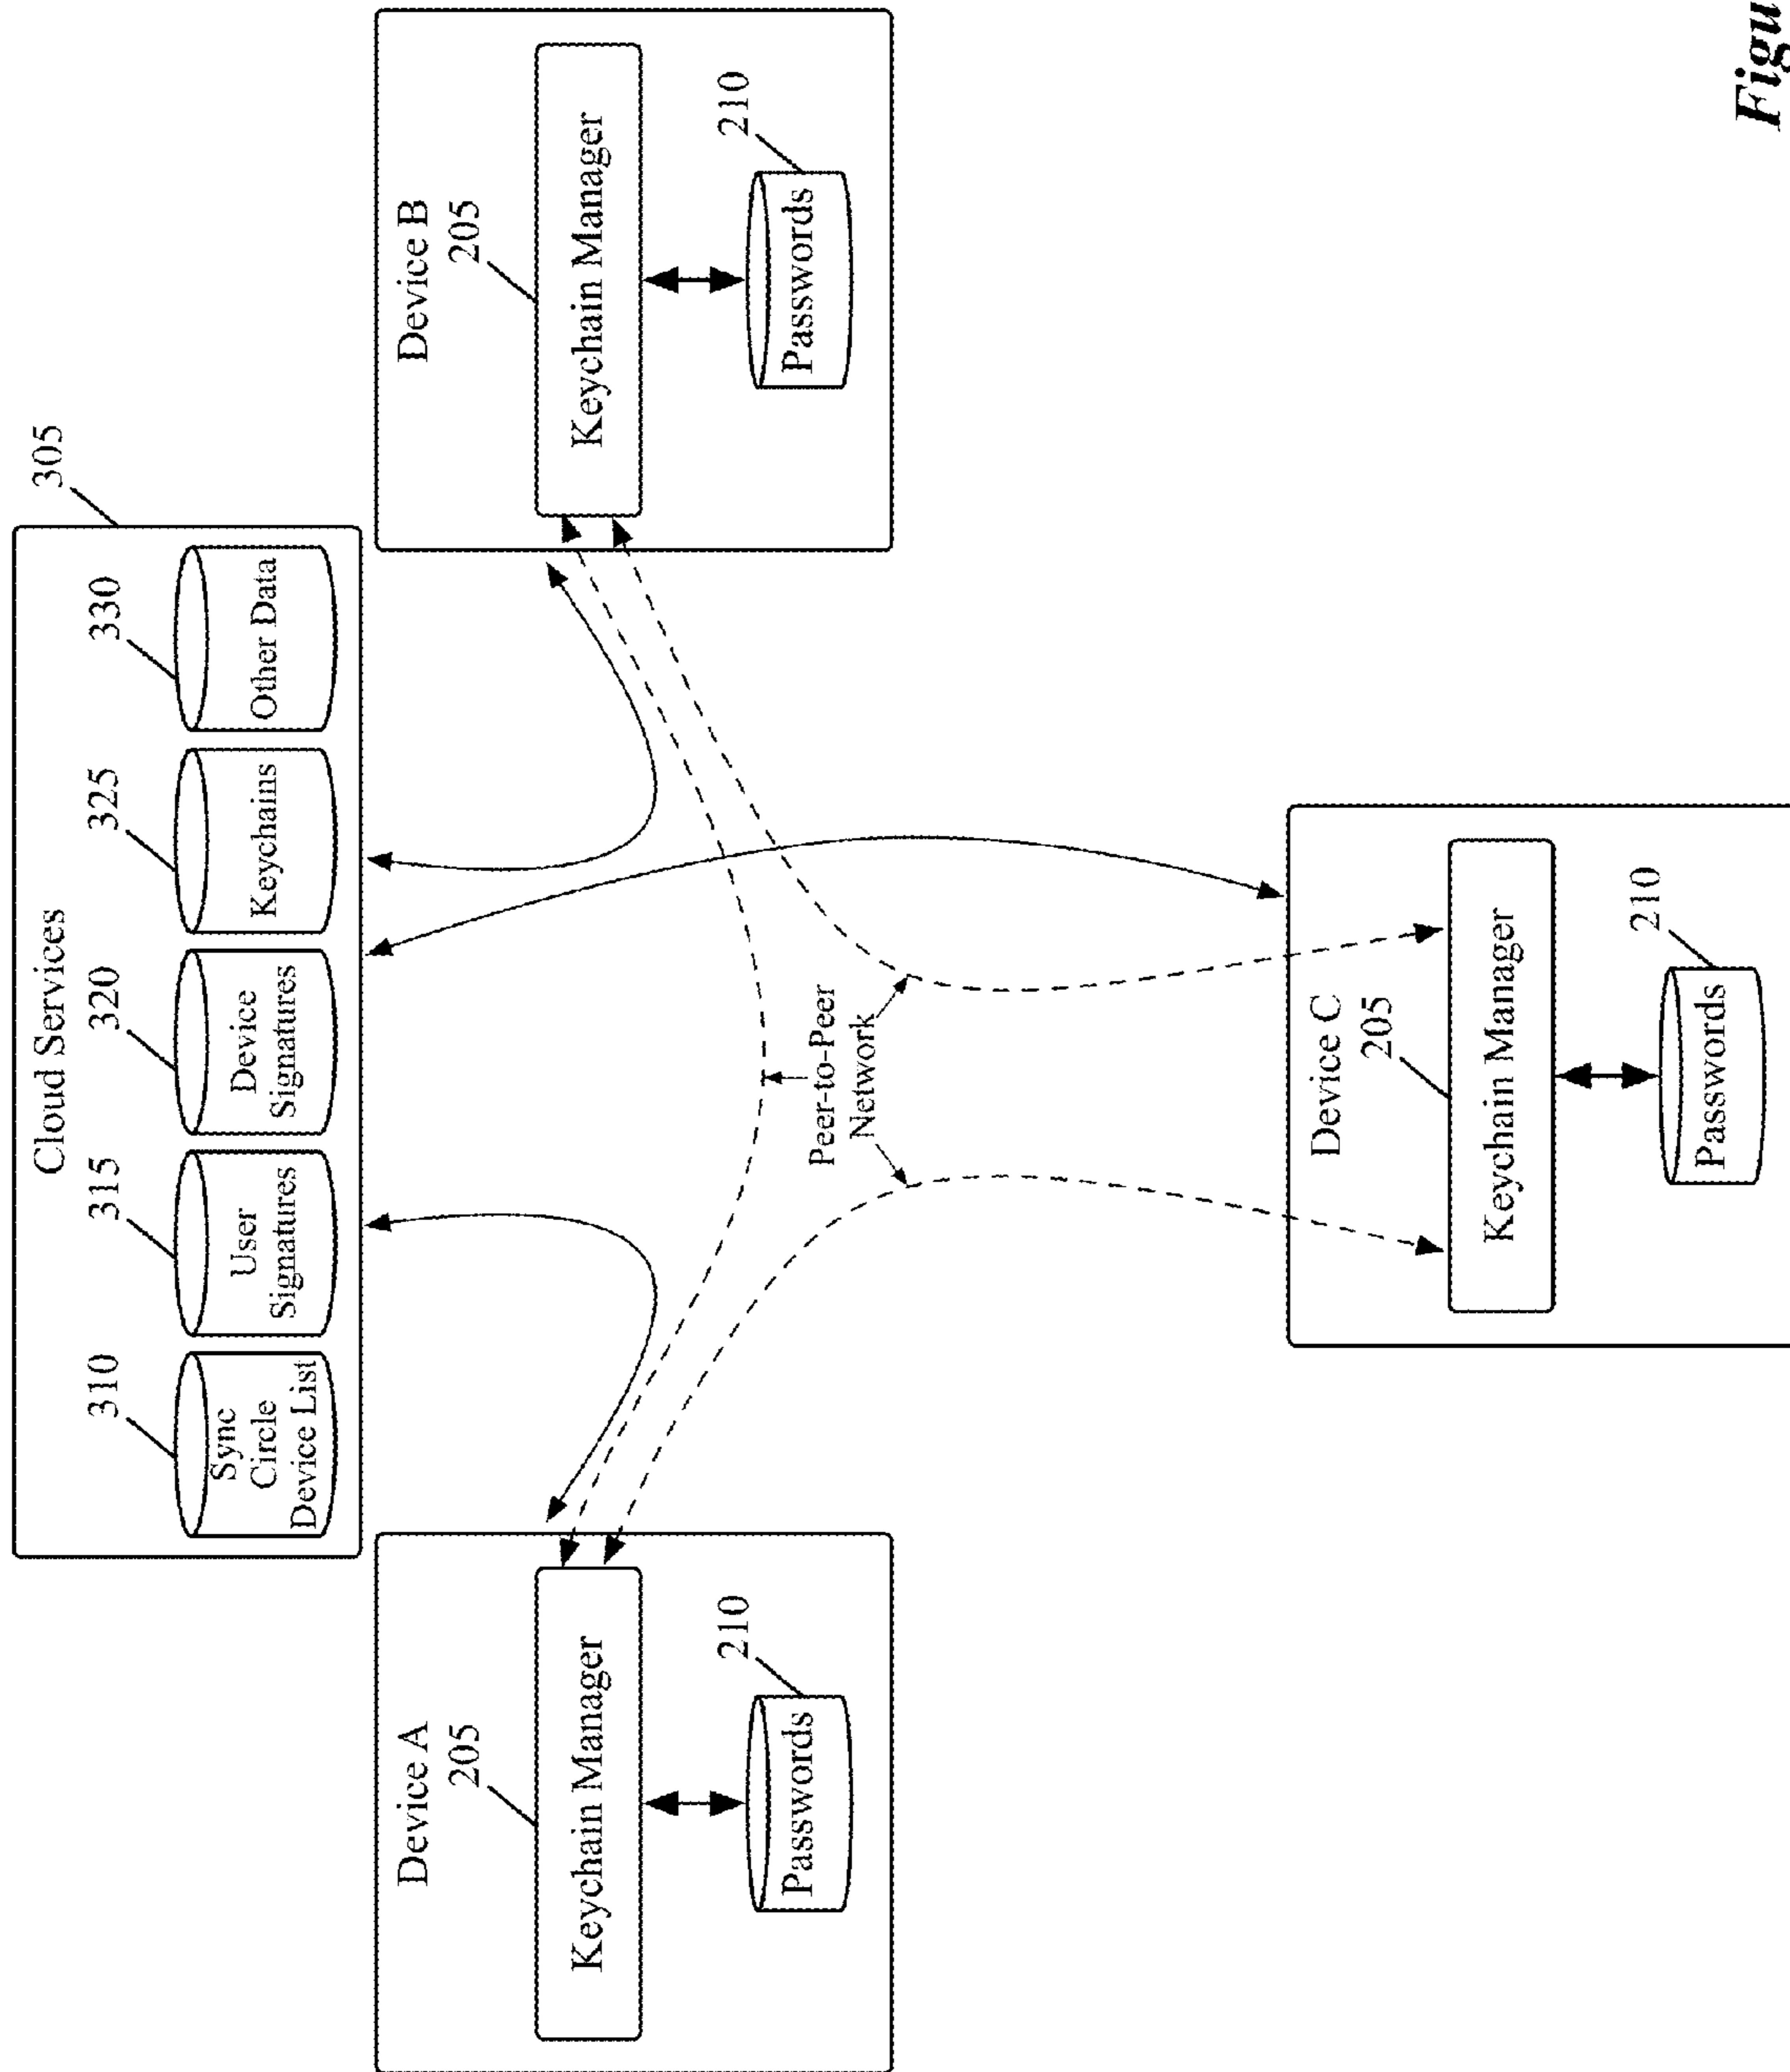 Cloud Services
305
310
315
320
325
330
Sync
Circle
Device List
User
Signatures
Device
Signatures
Keychains
Other Data
Device A
205
Keychain Manager
210
Passwords
Device B
205
Keychain Manager
210
Passwords
Peer-to-Peer
Network
Device C
205
Keychain Manager
210
Passwords
Figu